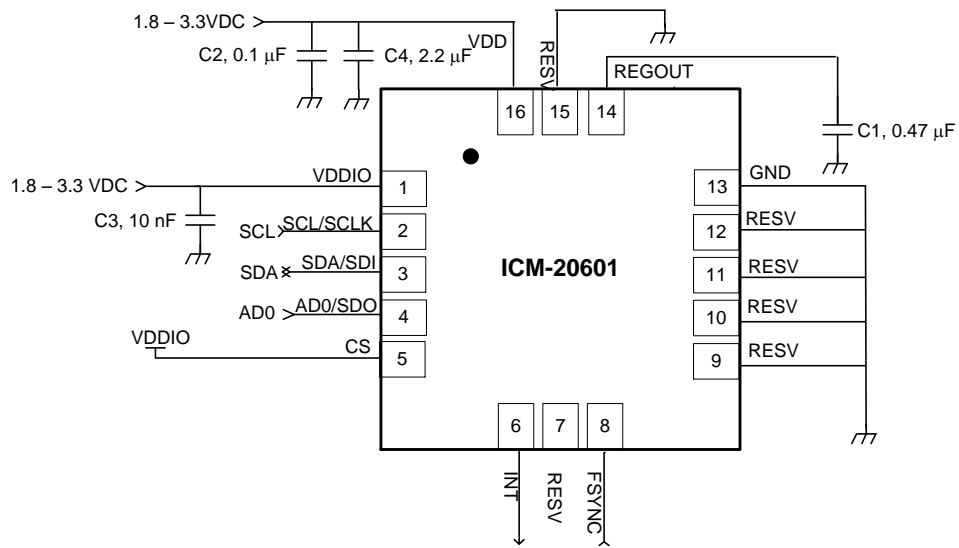 1.8 – 3.3VDC
C2, 0.1 μF
C4, 2.2 μF
VDD
RESV
REGOUT
C1, 0.47 μF
16
15
14
1.8 – 3.3 VDC
C3, 10 nF
VDDIO
1
SCL
SCL/SCLK
2
SDA
SDA/SDI
3
AD0
AD0/SDO
4
VDDIO
CS
5
ICM-20601
13
GND
12
RESV
11
RESV
10
RESV
9
RESV
6
7
8
INT
RESV
FSYNC